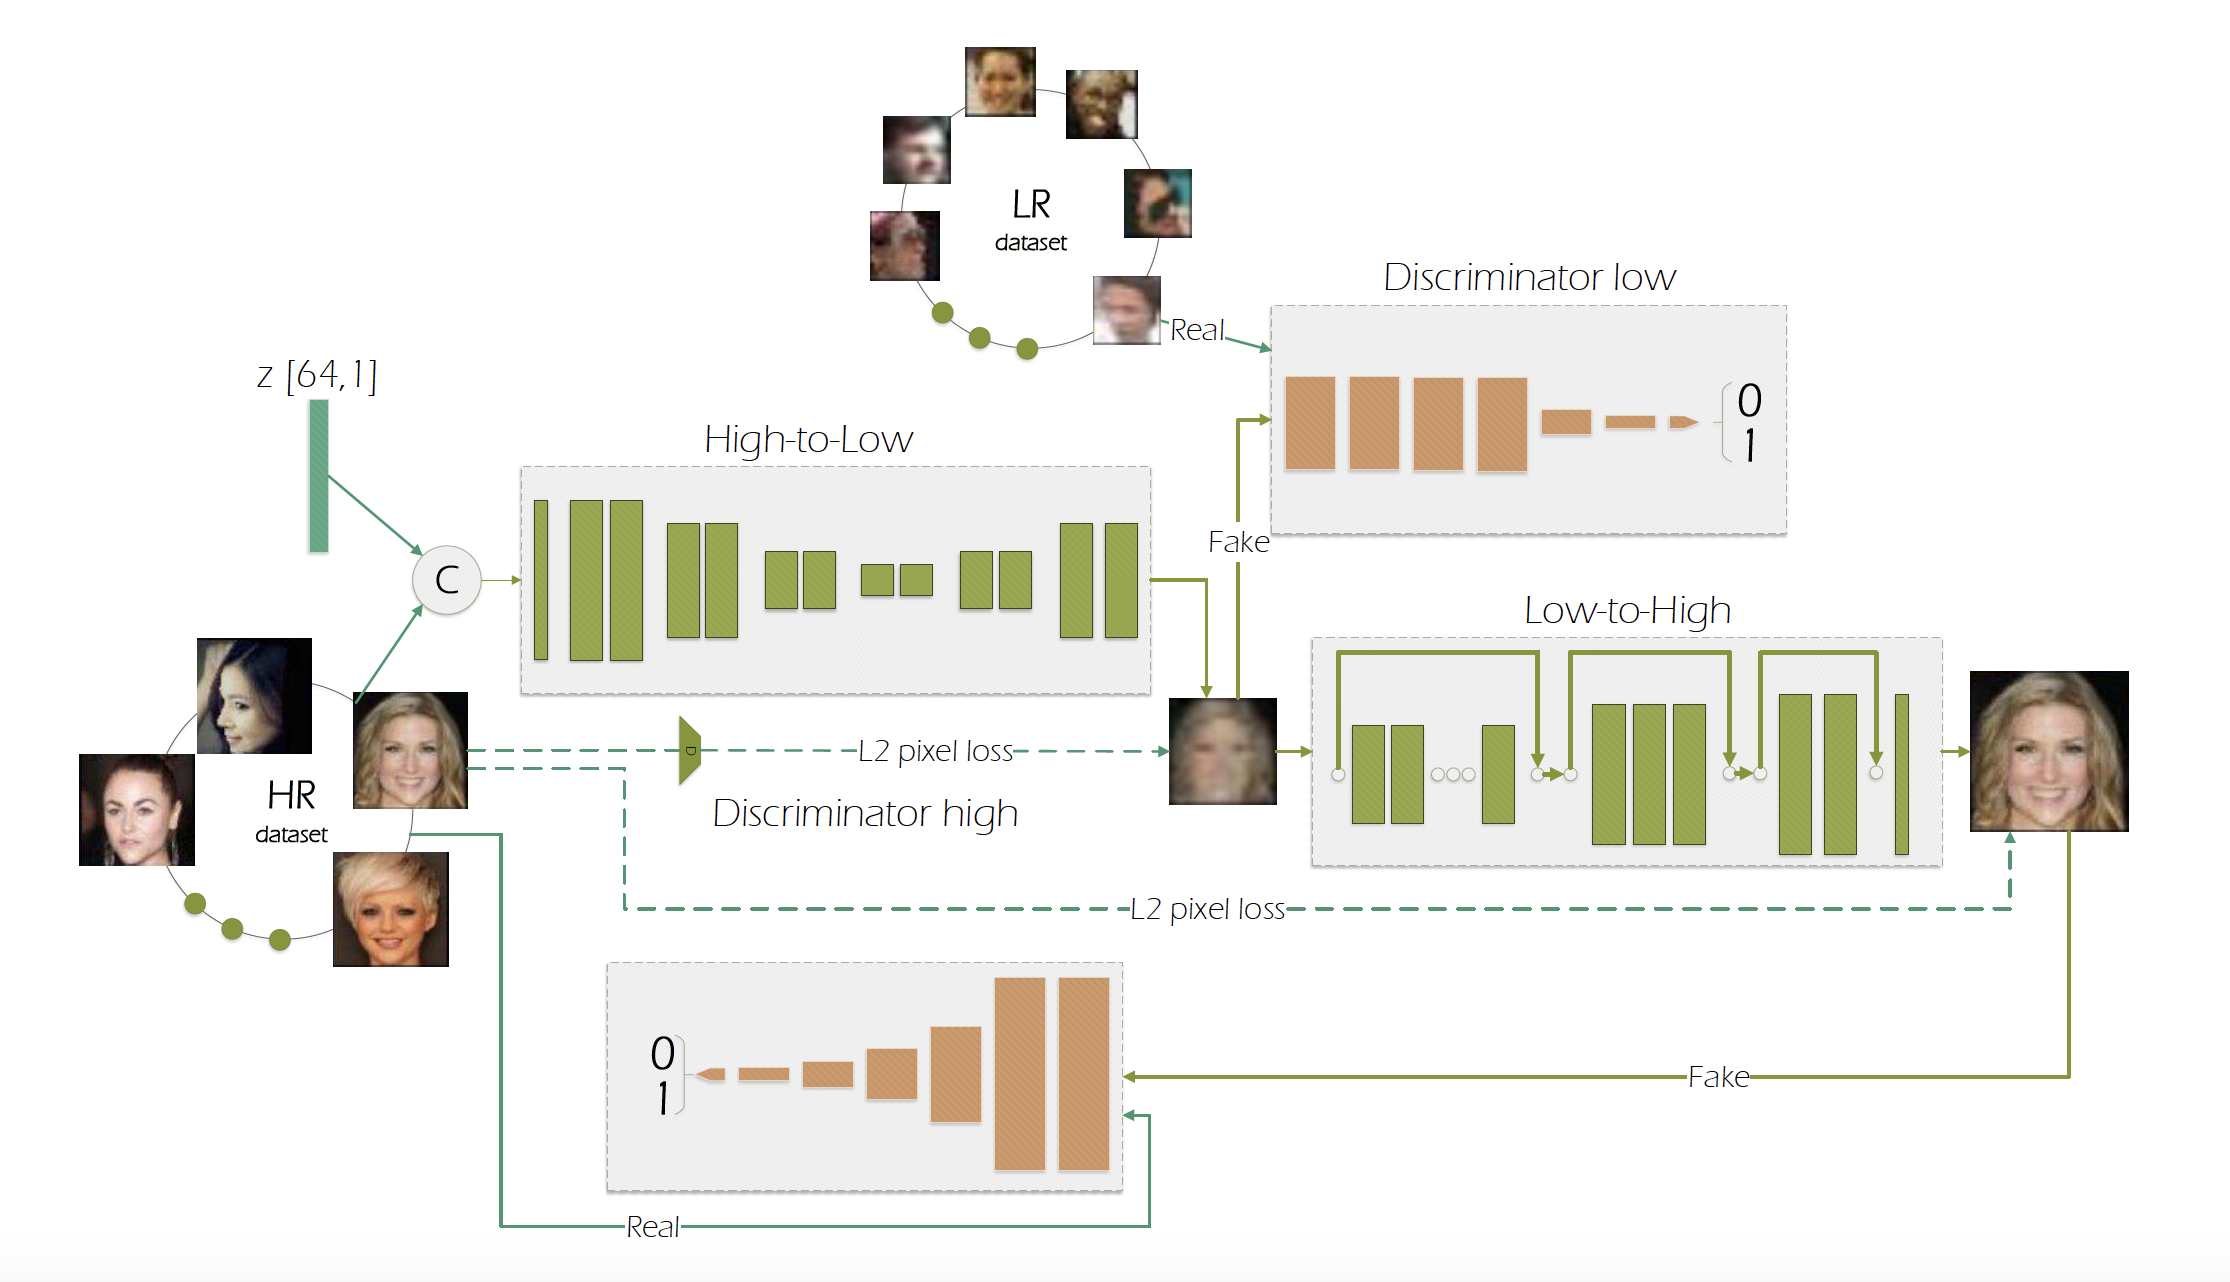 LR
dataset
Discriminator low
Real
0
1
z [64,1]
High-to-Low
Fake
C
Low-to-High
D
L2 pixel loss
HR
dataset
Discriminator high
L2 pixel loss
0
1
Fake
Real